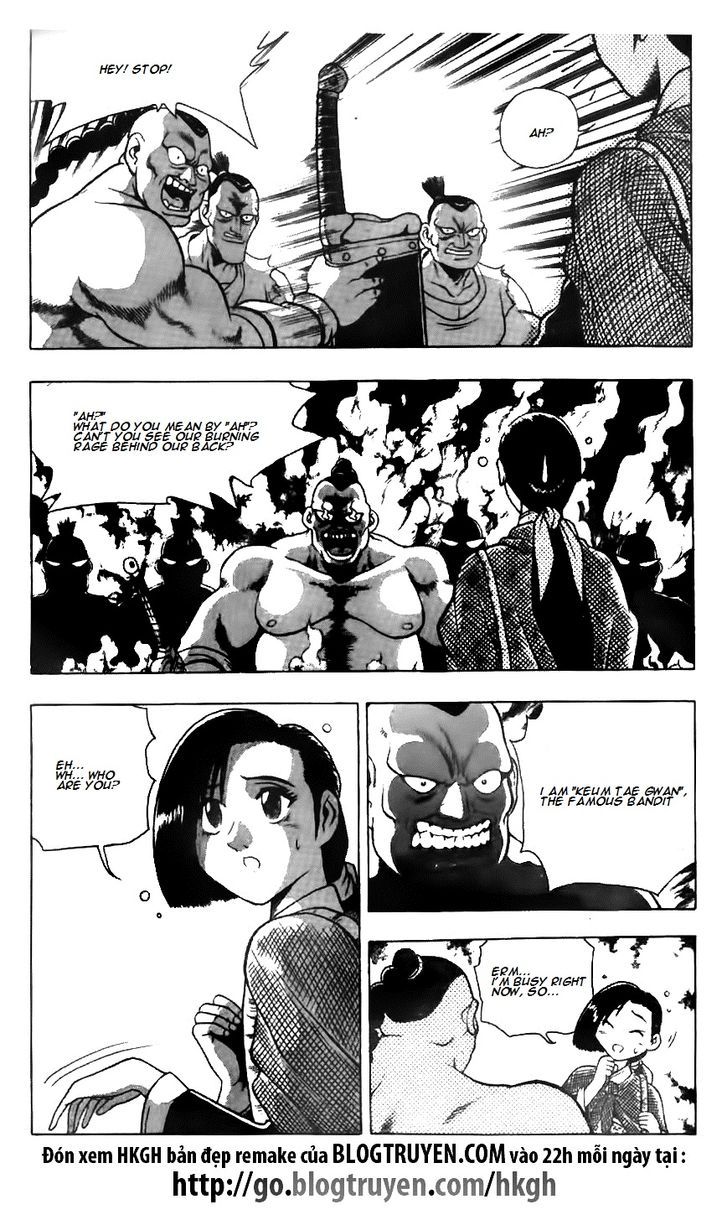 HEY! STOP!
AH?
"AH?"
WHAT DO YOU MEAN BY "AH"?
CAN'T YOU SEE OUR BURNING
RAGE BEHIND OUR BACK?
EH...
WH... WHO
ARE YOU?
I AM "KEUM TAE GWAN",
THE FAMOUS BANDIT
ERM...
I'M BUSY RIGHT
NOW, SO...
Đón xem HKGH bản đẹp remake của BLOGTRUYEN.COM vào 22h mỗi ngày tại :
http://go.blogtruyen.com/hkgh